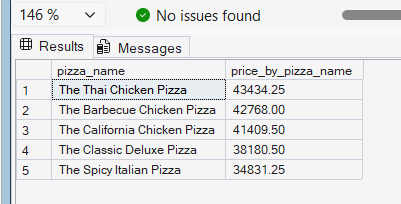 146 %
No issues found
Results
Messages
pizza_name price_by_pizza_name
1 The Thai Chicken Pizza 43434.25
2 The Barbecue Chicken Pizza 42768.00
3 The California Chicken Pizza 41409.50
4 The Classic Deluxe Pizza 38180.50
5 The Spicy Italian Pizza 34831.25